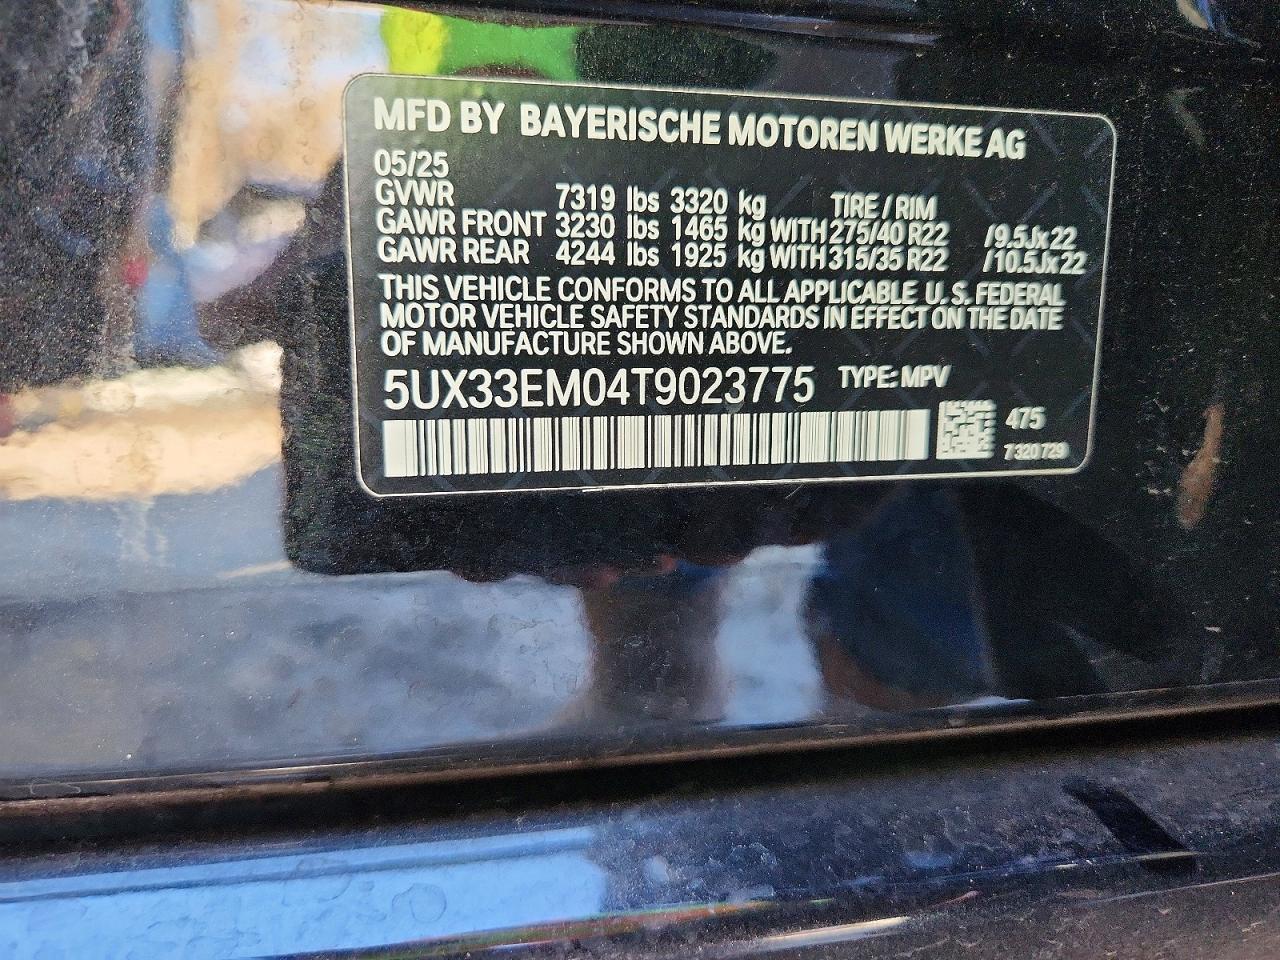 MFD BY BAYERISCHE MOTOREN WERKE AG
05/25
GVWR 7319 lbs 3320 kg TIRE / RIM
GAWR FRONT 3230 lbs 1465 kg WITH 275/40 R22 /9.5Jx22
GAWR REAR 4244 lbs 1925 kg WITH 315/35 R22 /10.5Jx22
THIS VEHICLE CONFORMS TO ALL APPLICABLE U.S. FEDERAL
MOTOR VEHICLE SAFETY STANDARDS IN EFFECT ON THE DATE
OF MANUFACTURE SHOWN ABOVE.
5UX33EM04T9023775 TYPE: MPV
475
7 320 729